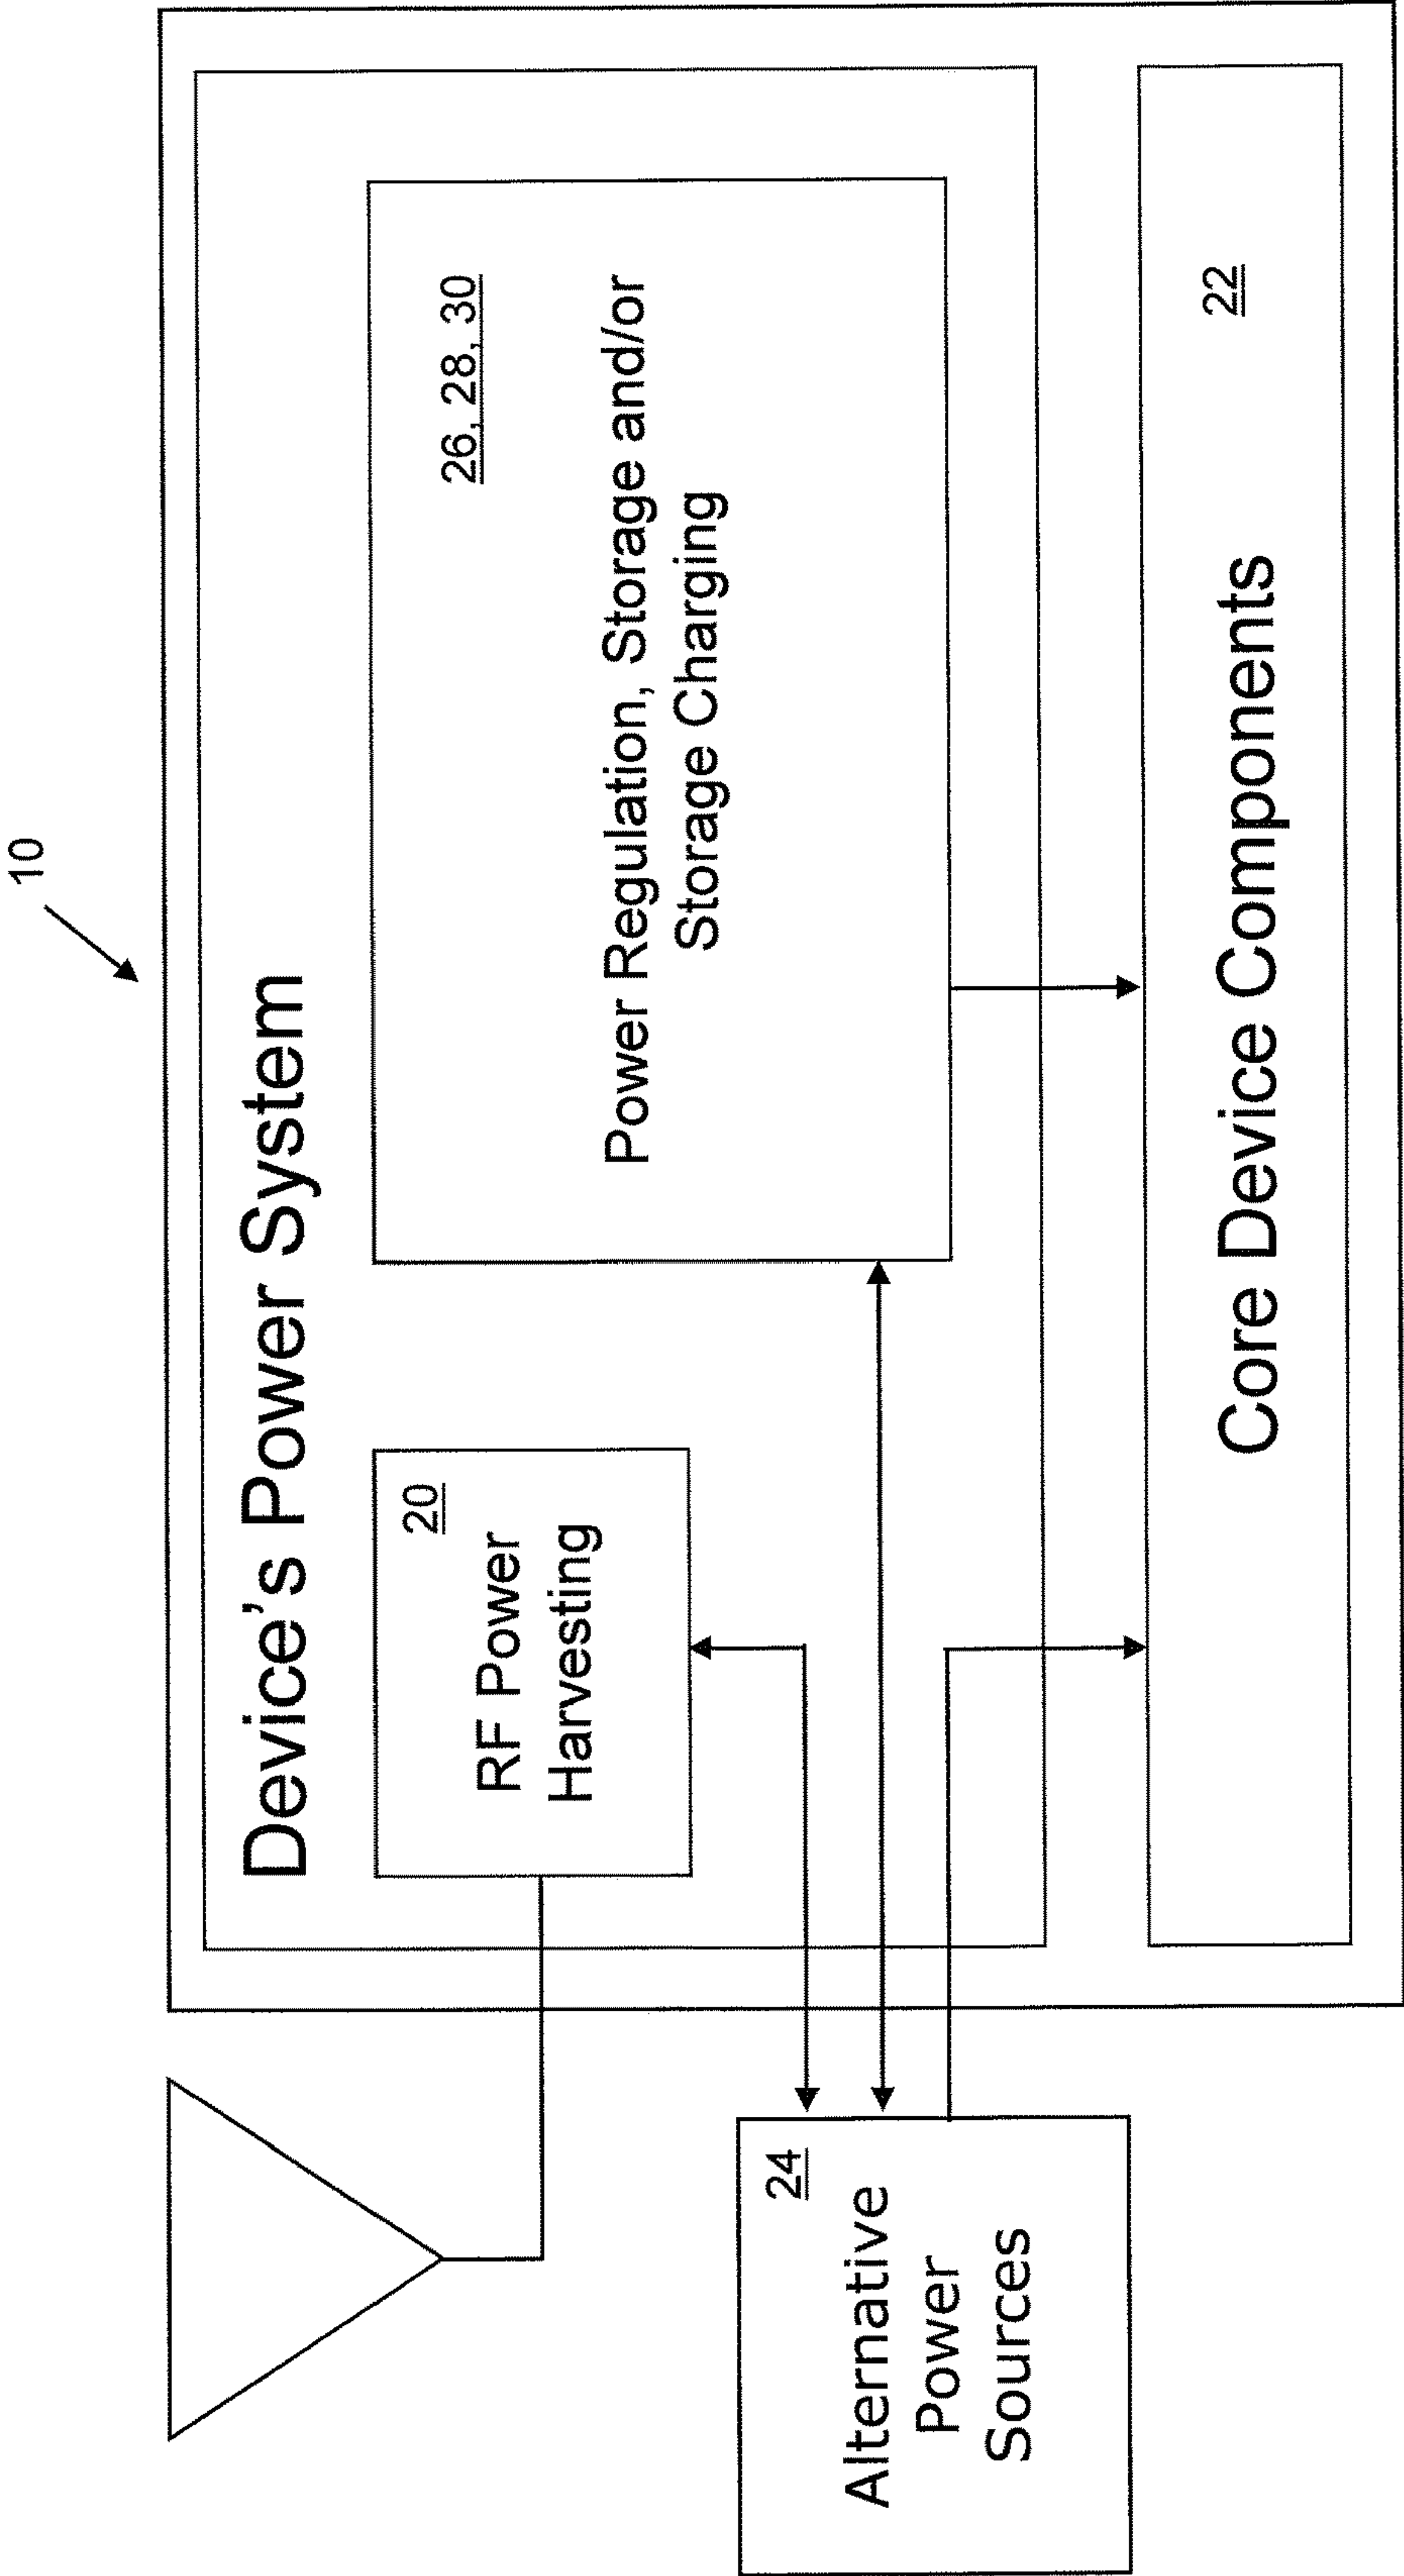 10
Device's Power System
20
RF Power
Harvesting
26, 28, 30
Power Regulation, Storage and/or
Storage Charging
24
Alternative
Power
Sources
22
Core Device Components